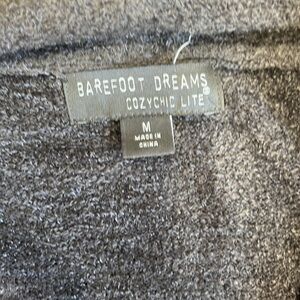 BAREFOOT DREAMS®
COZYCHIC LITE
M
MADE IN
CHINA